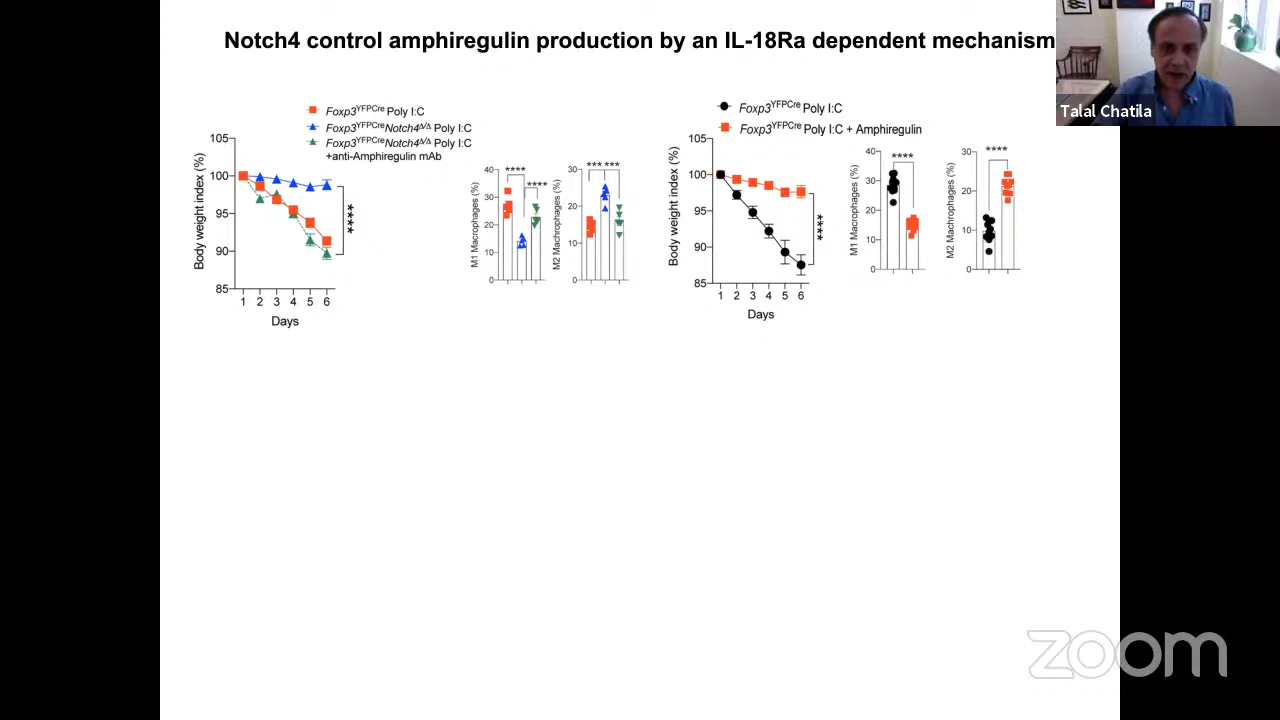 Notch4 control amphiregulin production by an IL-18Ra dependent mechanism
Talal Chatila
Foxp3YFPCre Poly I:C
Foxp3YFPCreNotch4Δ/Δ Poly I:C
Foxp3YFPCreNotch4Δ/Δ Poly I:C
+anti-Amphiregulin mAb
Body weight index (%)
105
100
95
90
85
1 2 3 4 5 6
Days
****
M1 Macrophages (%)
40
30
20
10
0
**** ****
M2 Machrophages (%)
30
20
10
0
*** ***
Foxp3YFPCre Poly I:C
Foxp3YFPCre Poly I:C + Amphiregulin
Body weight index (%)
105
100
95
90
85
1 2 3 4 5 6
Days
****
M1 Macrophages (%)
40
30
20
10
0
****
M2 Machrophages (%)
30
20
10
0
****
zoom